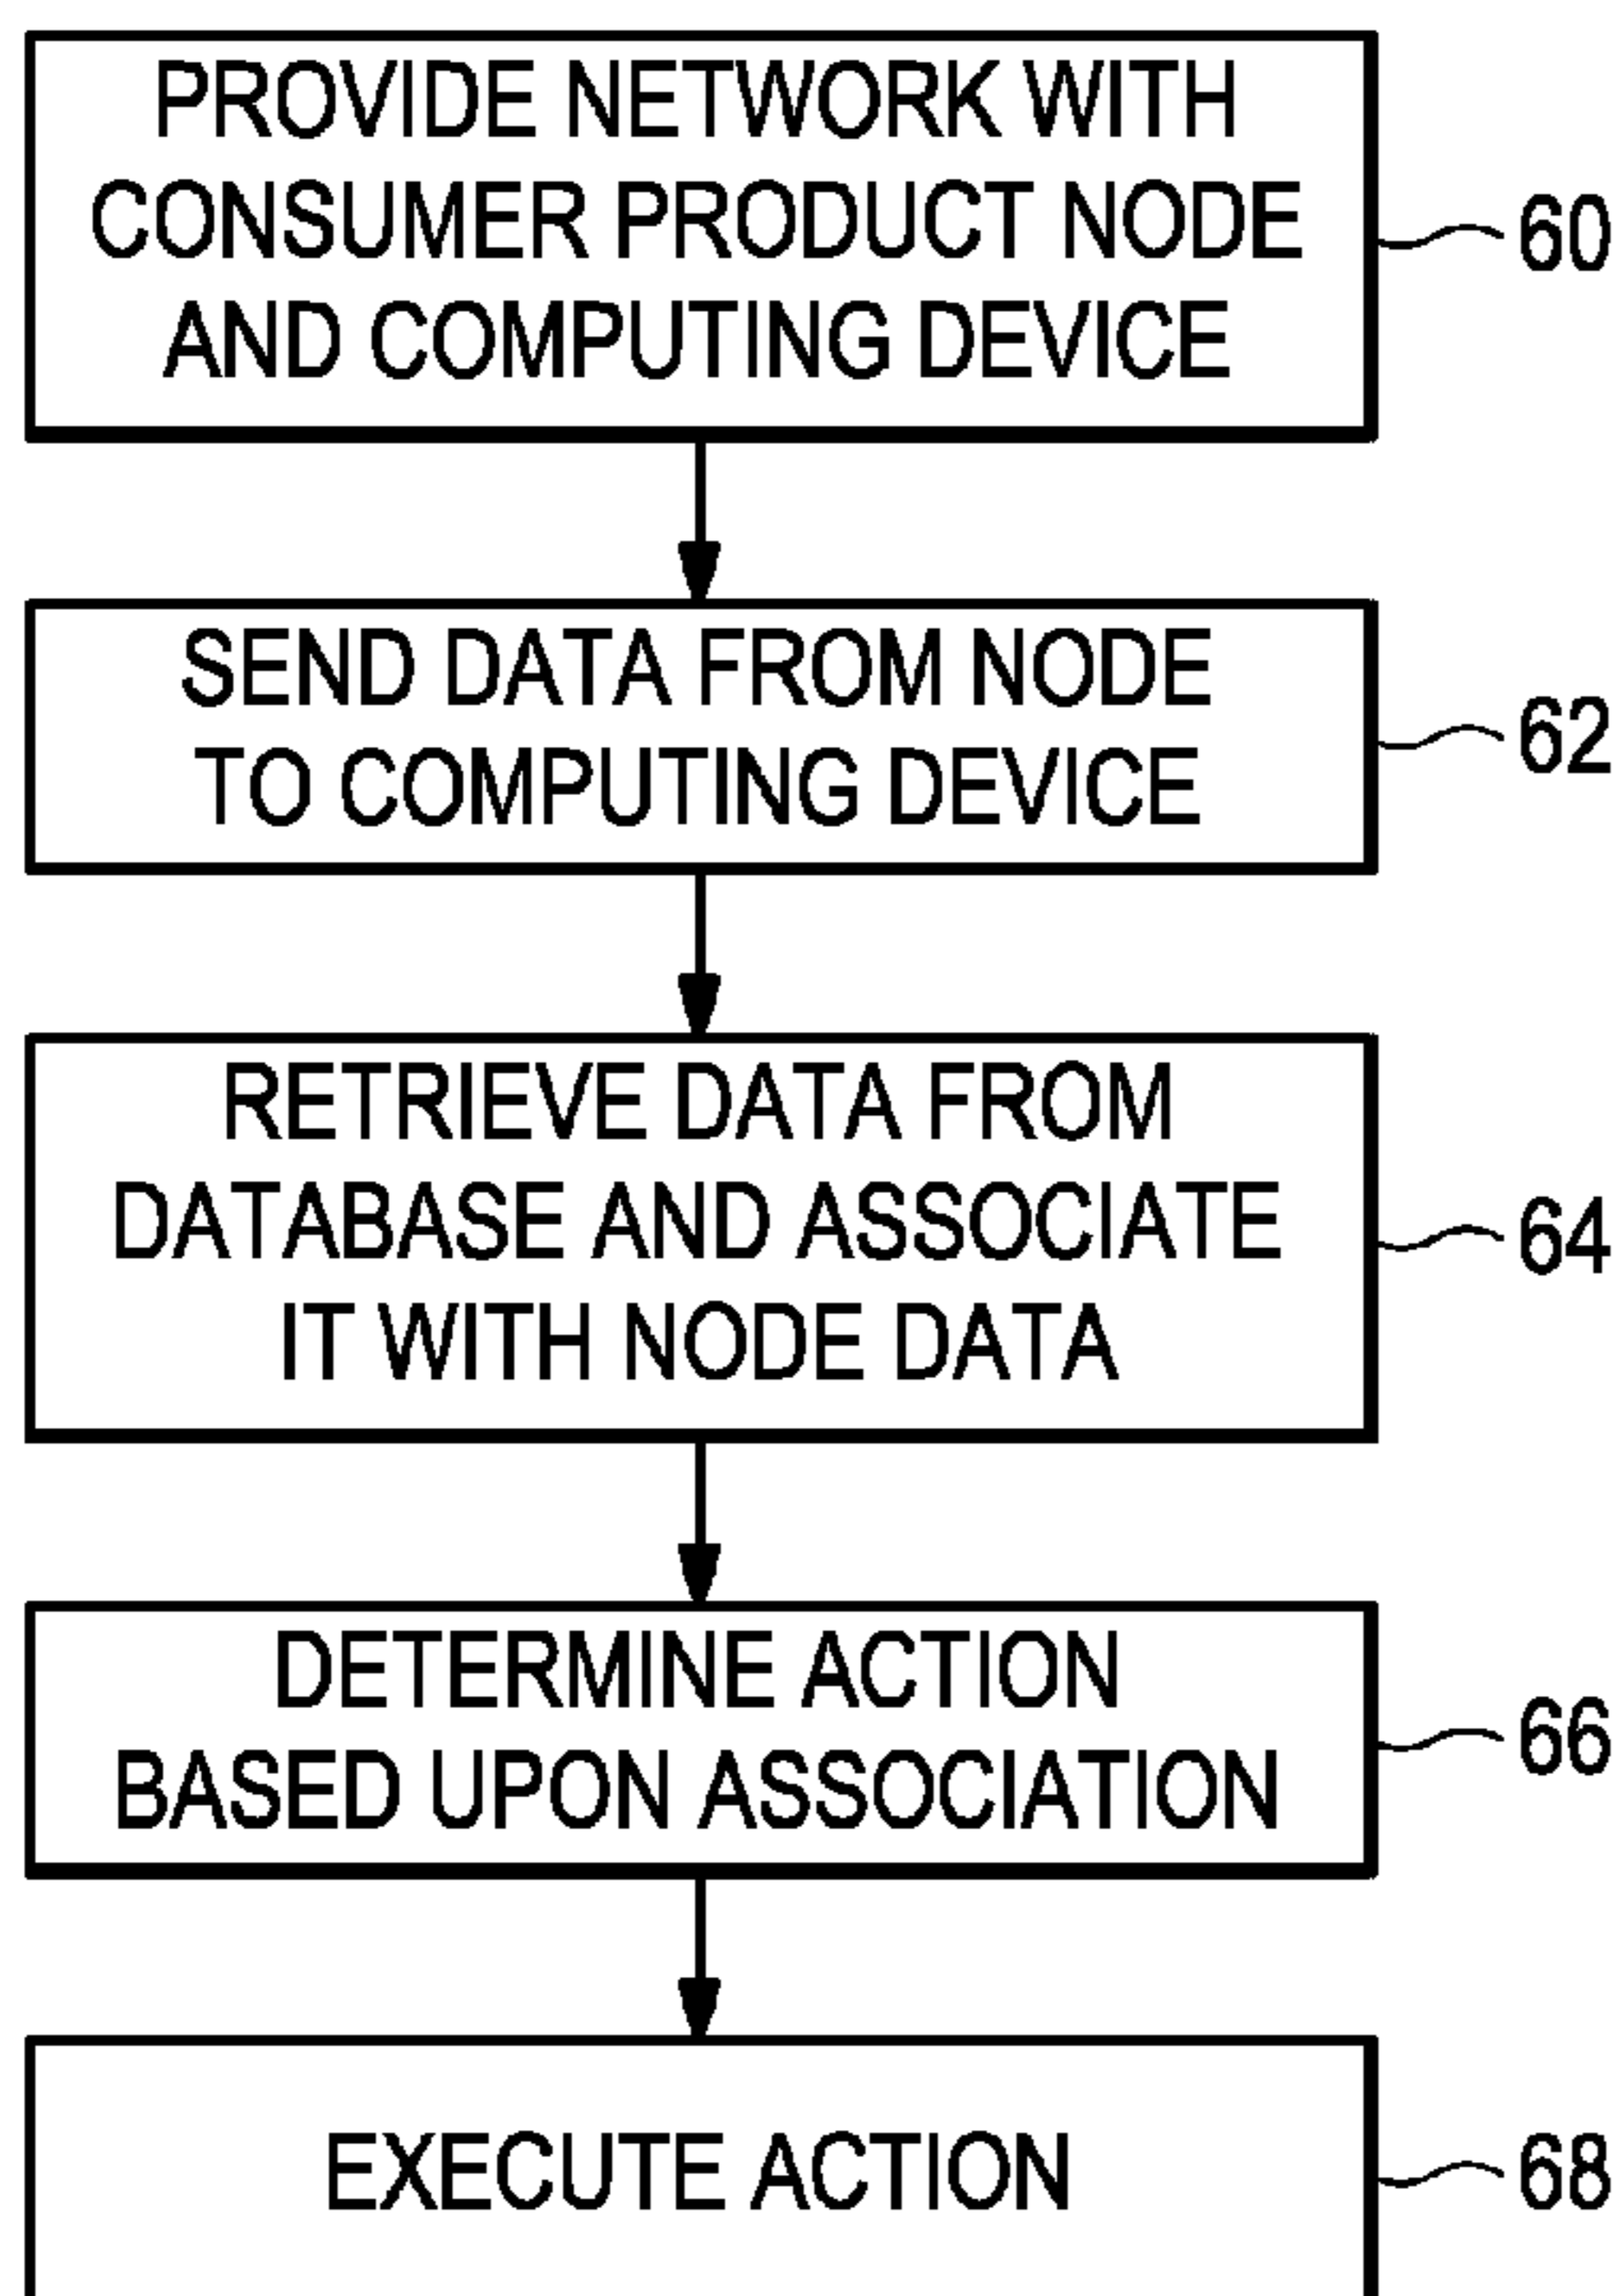 PROVIDE NETWORK WITH
CONSUMER PRODUCT NODE
AND COMPUTING DEVICE
60
SEND DATA FROM NODE
TO COMPUTING DEVICE
62
RETRIEVE DATA FROM
DATABASE AND ASSOCIATE
IT WITH NODE DATA
64
DETERMINE ACTION
BASED UPON ASSOCIATION
66
EXECUTE ACTION
68